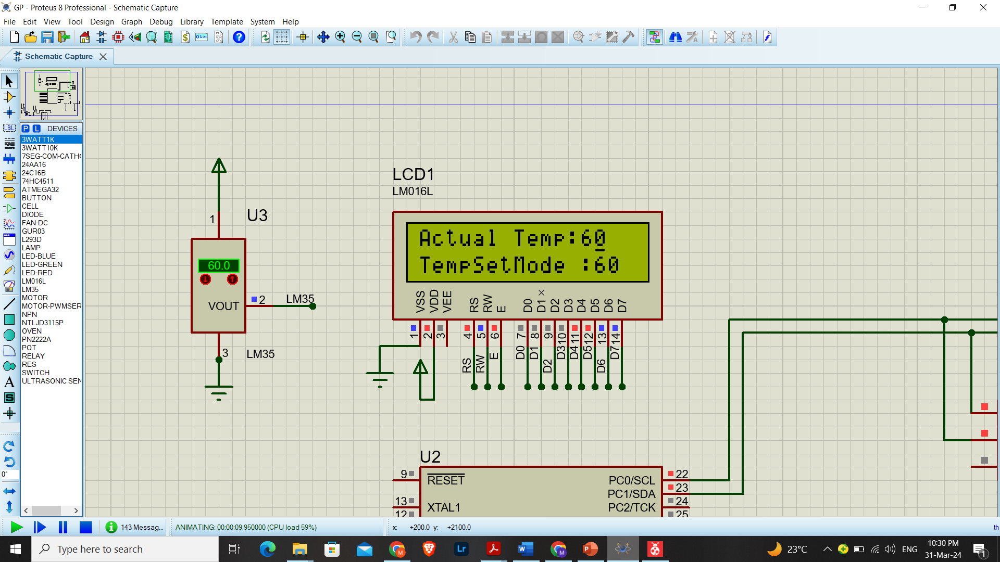 GP - Proteus 8 Professional - Schematic Capture
File Edit View Tool Design Graph Debug Library Template System Help
Schematic Capture
P L DEVICES
3WATT1K
3WATT10K
7SEG-COM-CATH
24AA16
24C16B
74HC4511
ATMEGA32
BUTTON
CELL
DIODE
FAN-DC
GUR03
L293D
LAMP
LED-BLUE
LED-GREEN
LED-RED
LM016L
LM35
MOTOR
MOTOR-PWMSER
NPN
NTLJD3115P
OVEN
PN2222A
POT
RELAY
RES
SWITCH
ULTRASONIC SEN
LBL
A
S
0°
1
U3
60.0
VOUT
2
LM35
3
LM35
LCD1
LM016L
Actual Temp:60
TempSetMode :60
VSS VDD VEE RS RW E D0 D1 D2 D3 D4 D5 D6 D7
1 2 3 4 5 6 7 8 9 10 11 12 13 14
RS RW E D0 D1 D2 D3 D4 D5 D6 D7
U2
9 RESET PC0/SCL 22
PC1/SDA 23
13 XTAL1 PC2/TCK 24
12 25
143 Messag... ANIMATING: 00:00:09.950000 (CPU load 59%) x: +200.0 y: +2100.0 th
Type here to search
Lr
23°C ENG 10:30 PM
31-Mar-24
1